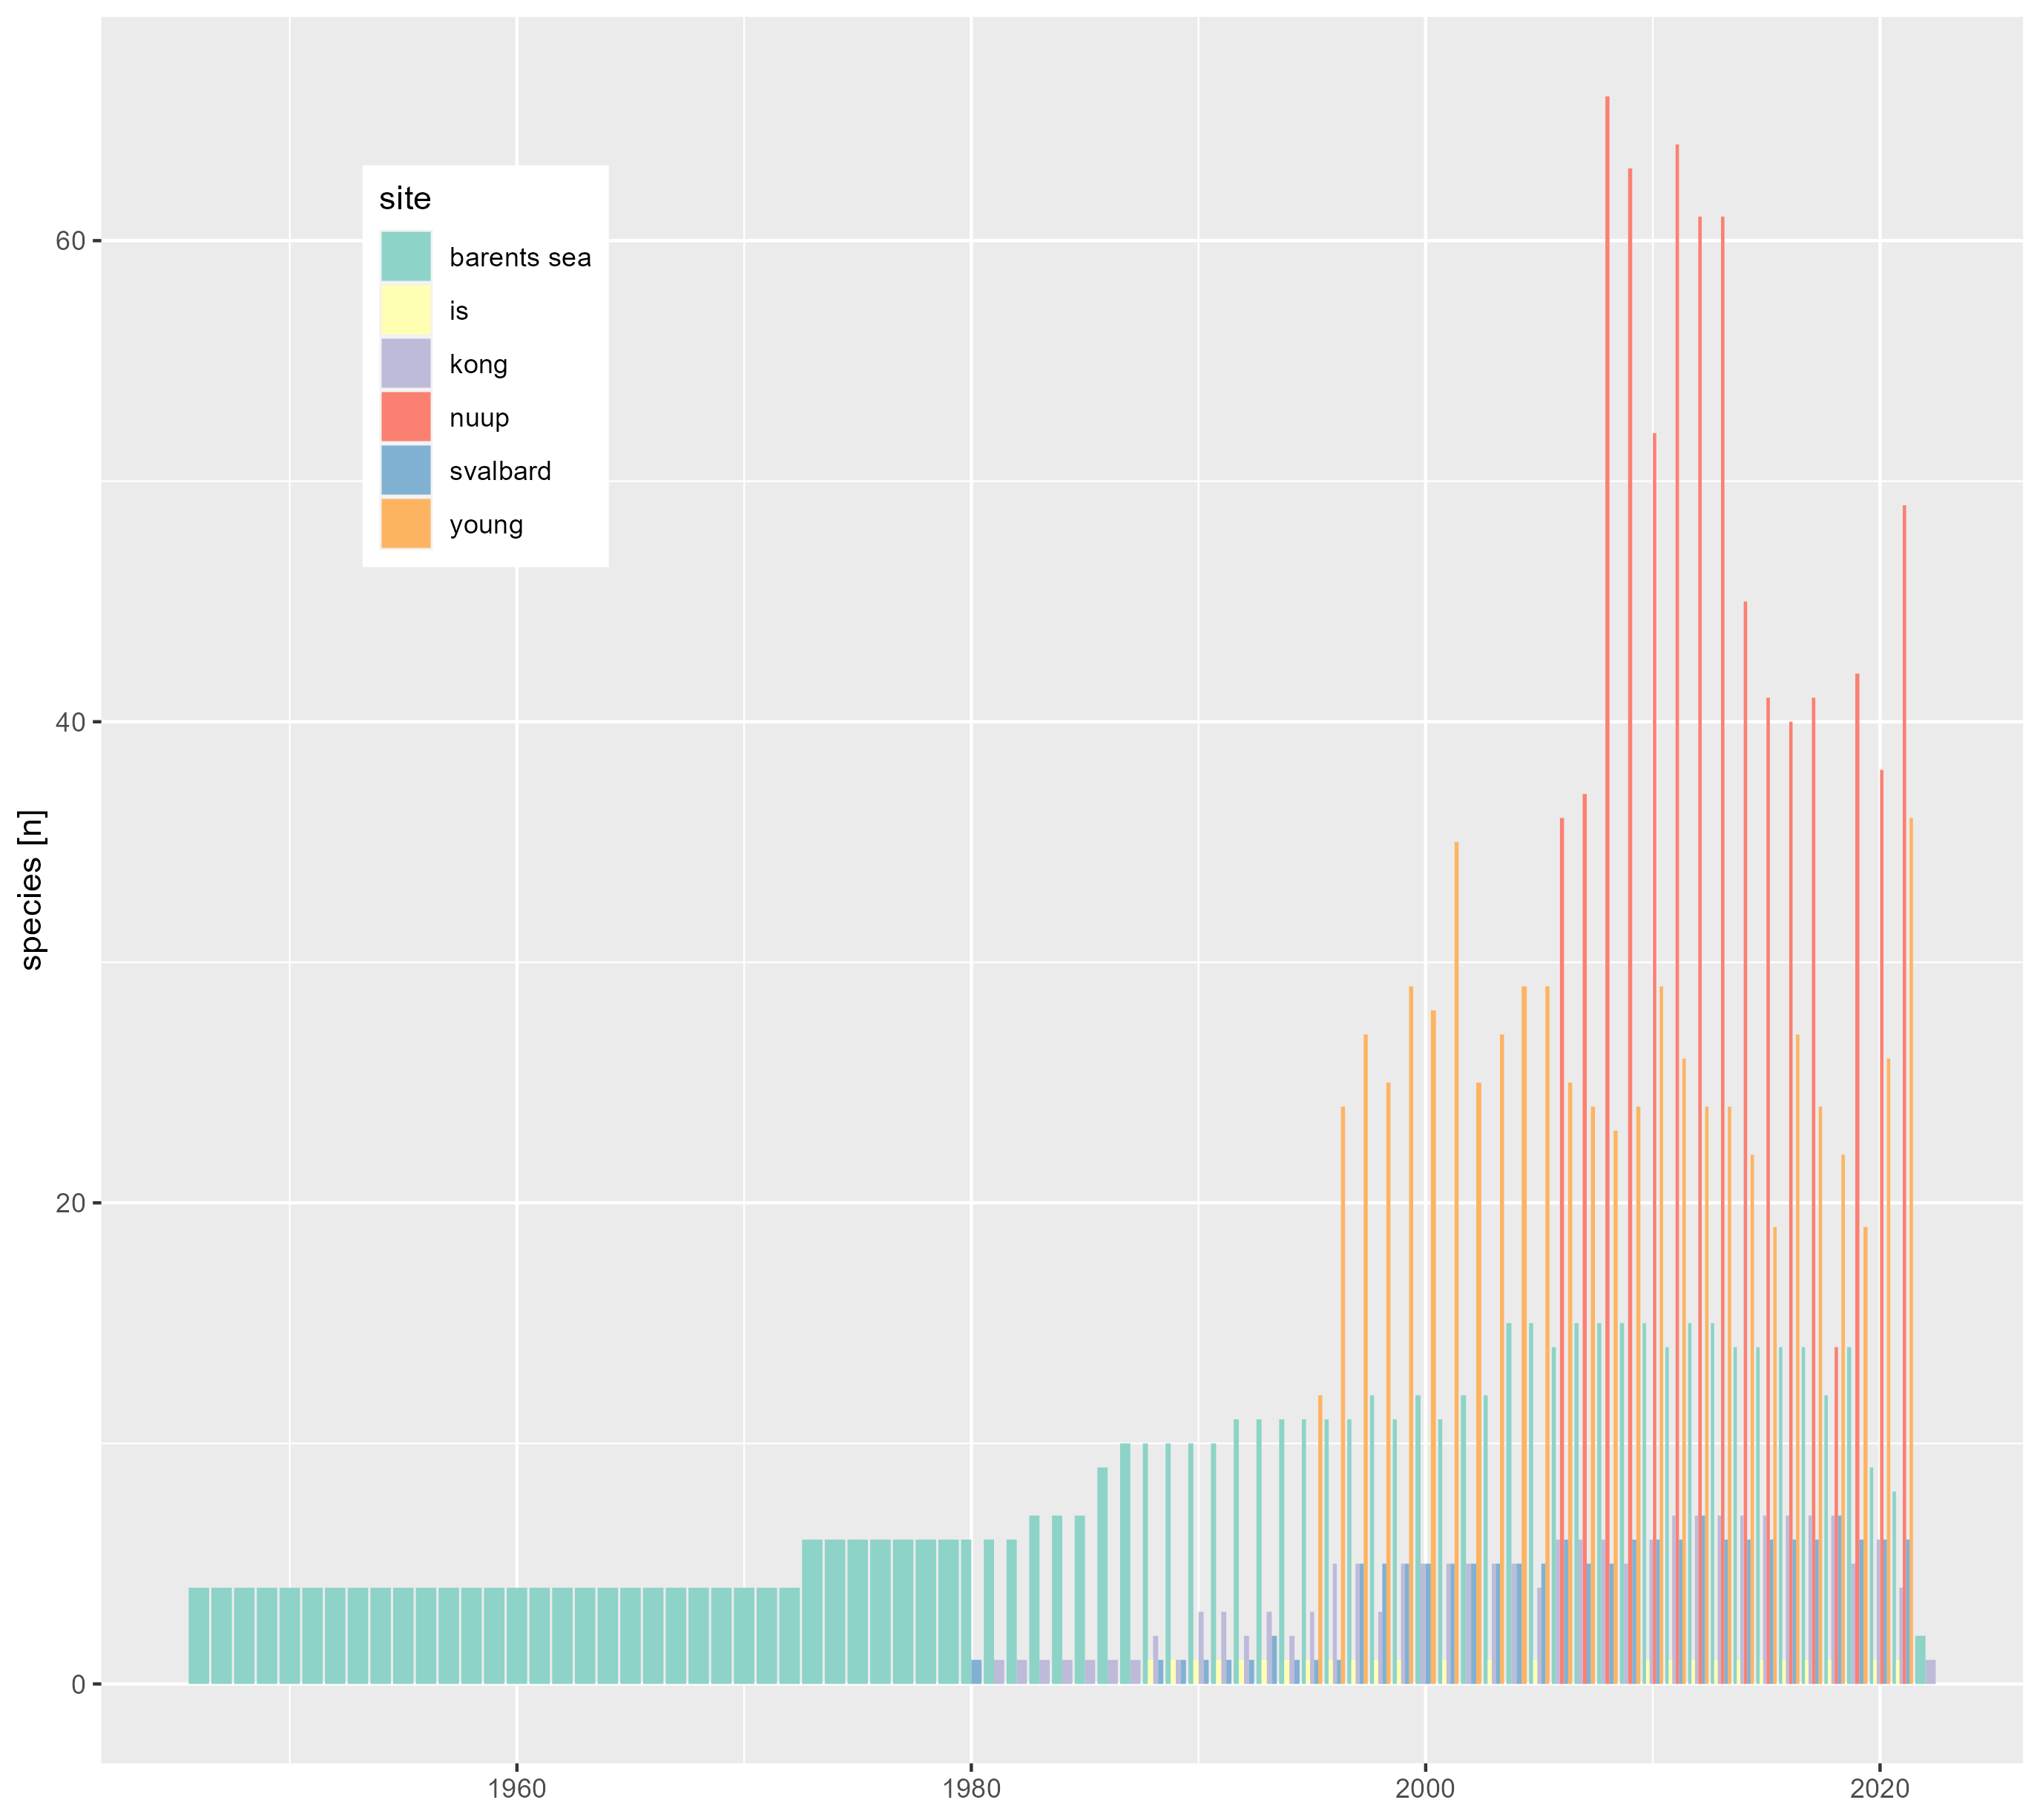 site
barents sea
is
kong
nuup
svalbard
young
species [n]
60
40
20
0
1960
1980
2000
2020